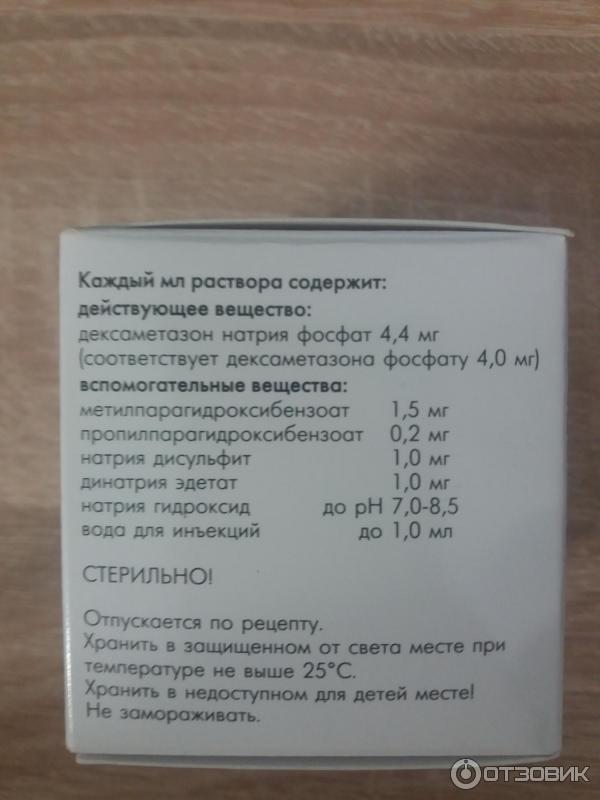 Каждый мл раствора содержит:
действующее вещество:
дексаметазон натрия фосфат 4,4 мг
(соответствует дексаметазона фосфату 4,0 мг)
вспомогательные вещества:
метилпарагидроксибензоат 1,5 мг
пропилпарагидроксибензоат 0,2 мг
натрия дисульфит 1,0 мг
динатрия эдетат 1,0 мг
натрия гидроксид до pH 7,0-8,5
вода для инъекций до 1,0 мл
СТЕРИЛЬНО!
Отпускается по рецепту.
Хранить в защищенном от света месте при
температуре не выше 25°С.
Хранить в недоступном для детей месте!
Не замораживать.
ОТЗОВИК